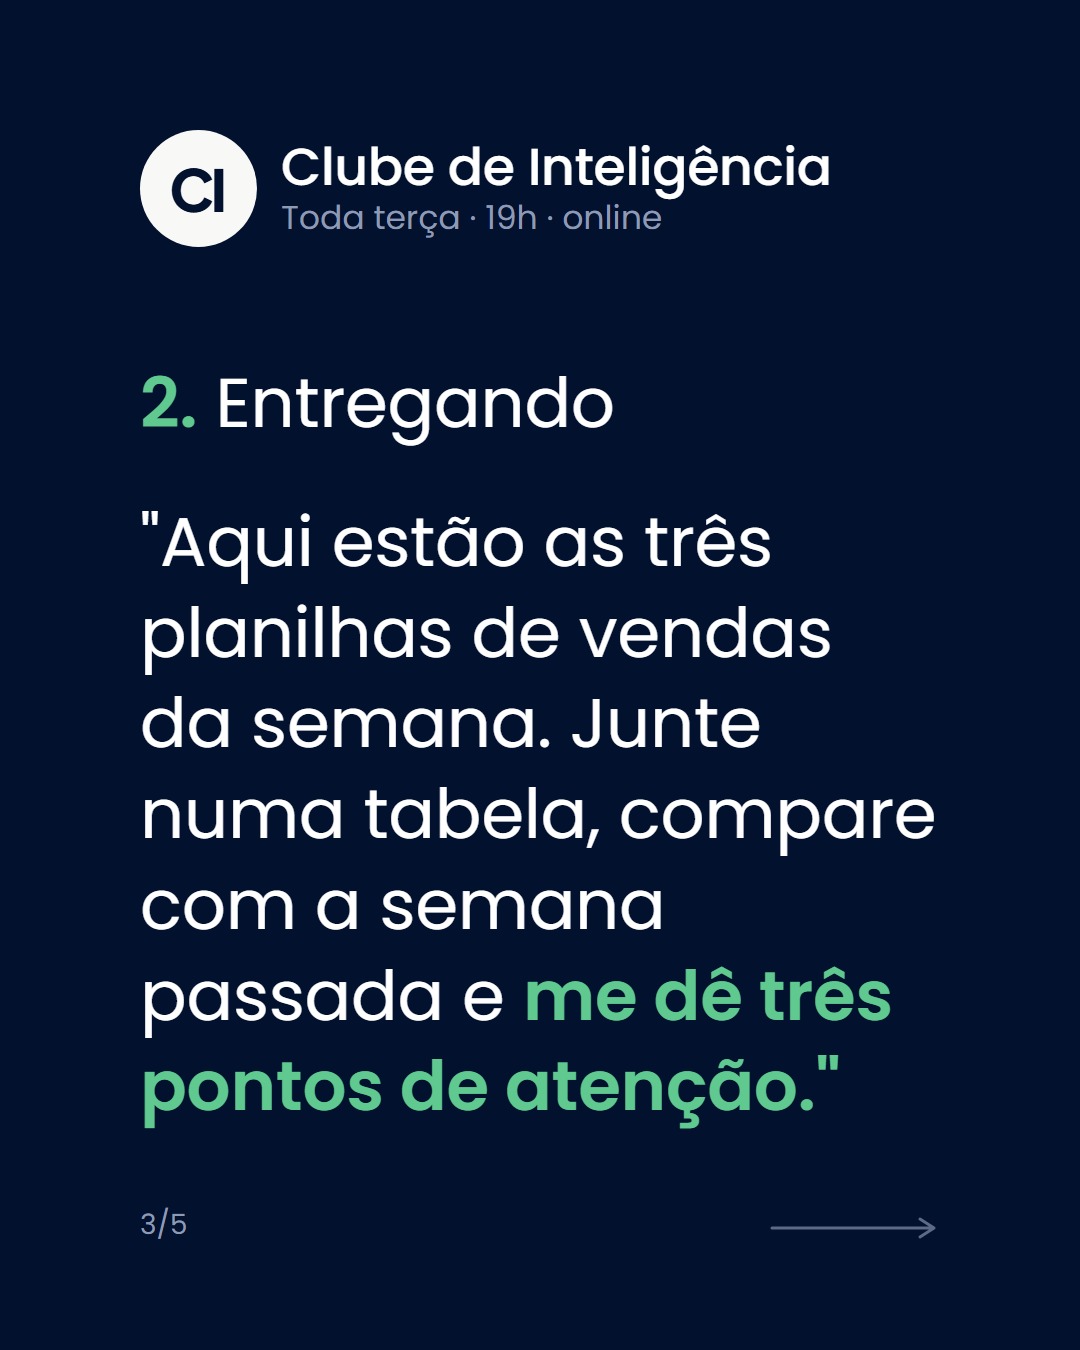 CI
Clube de Inteligência
Toda terça · 19h · online
2. Entregando
"Aqui estão as três
planilhas de vendas
da semana. Junte
numa tabela, compare
com a semana
passada e me dê três
pontos de atenção."
3/5